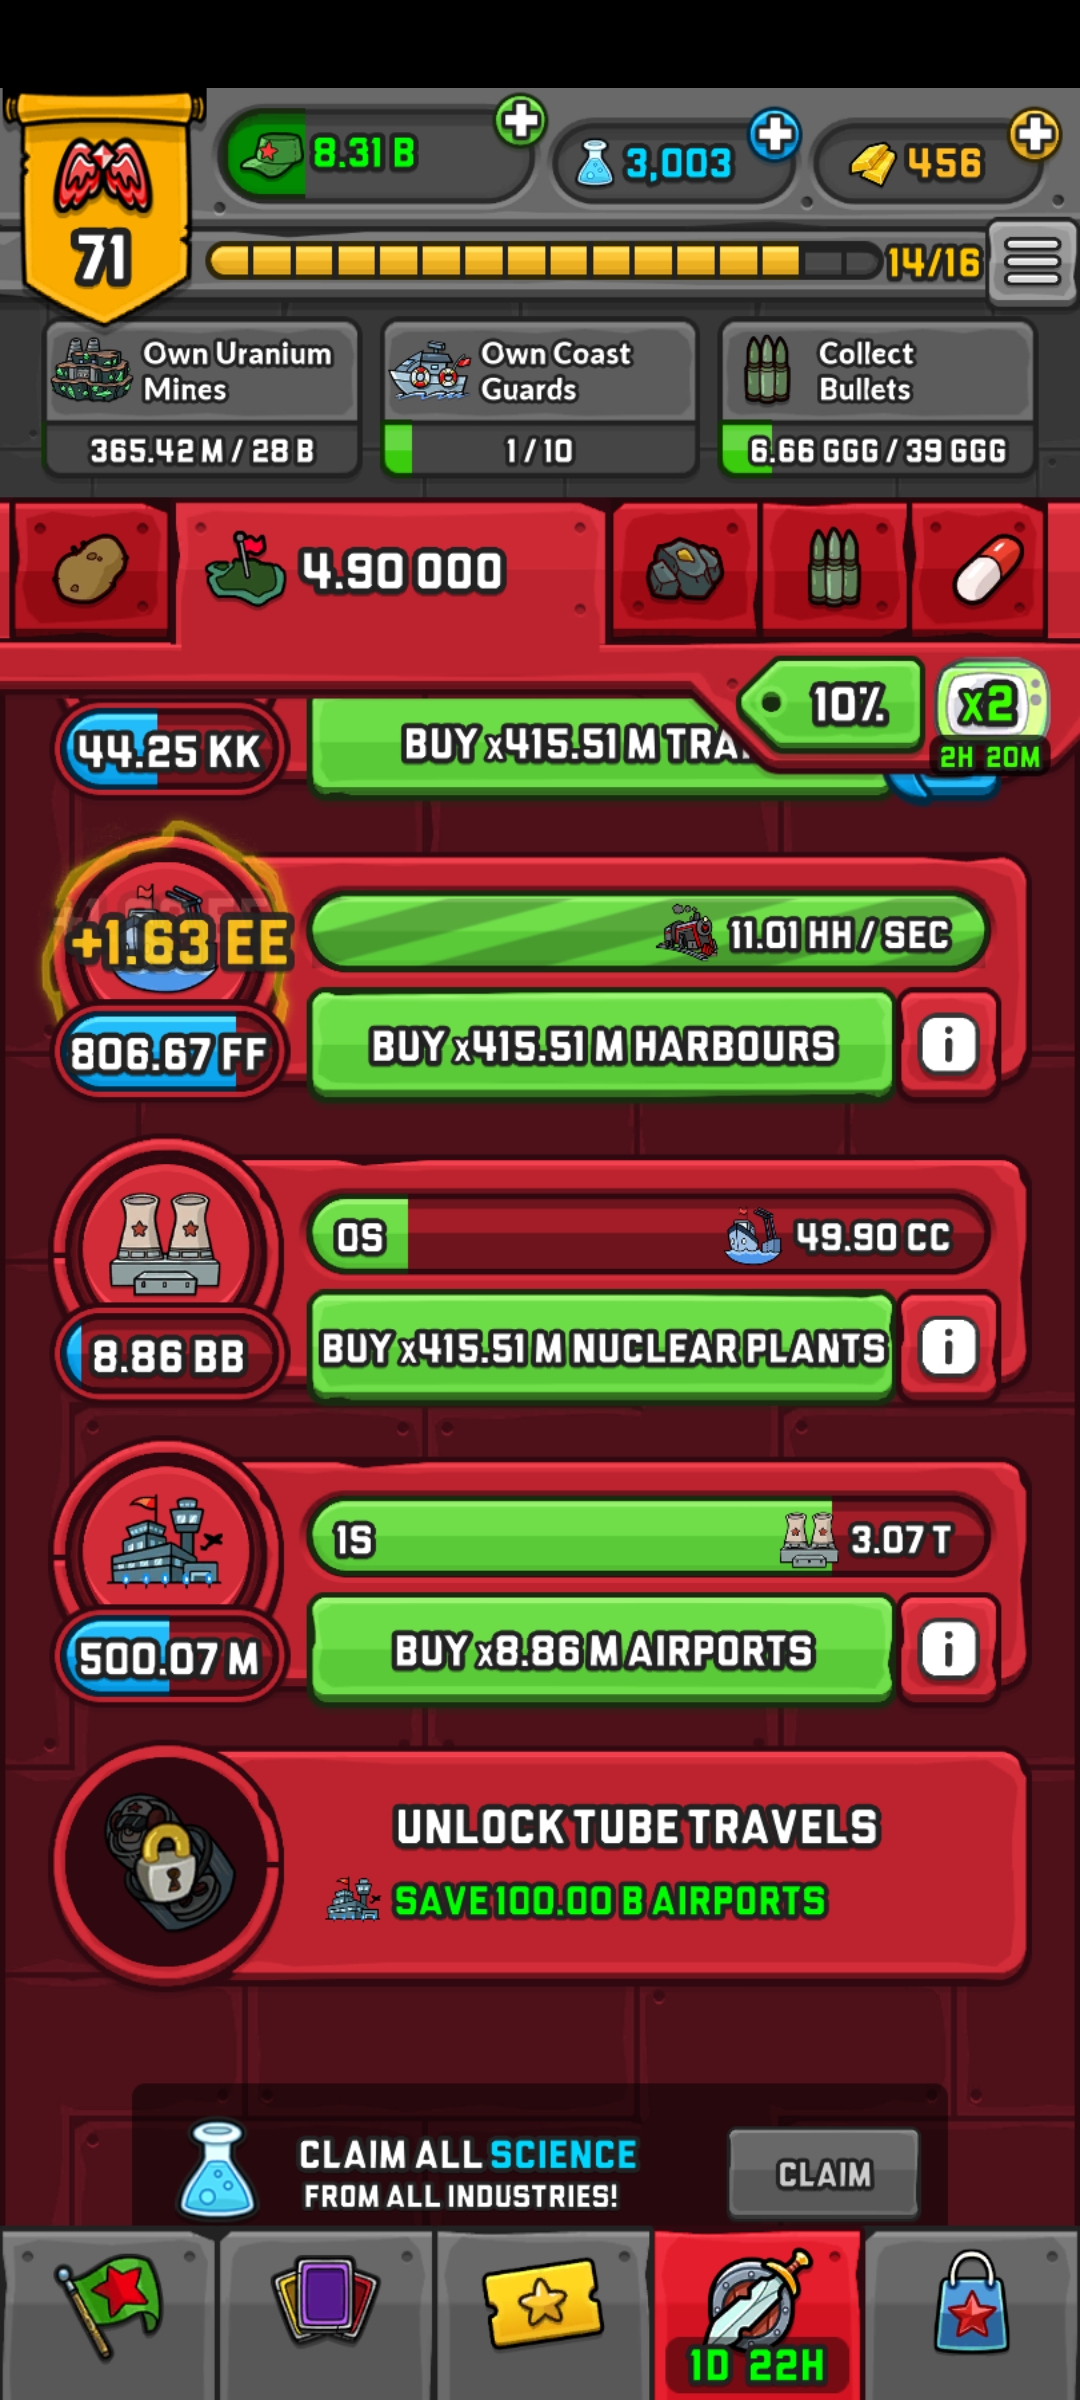 8.31 B
3,003
456
71
14/16
Own Uranium
Mines
365.42 M / 28 B
Own Coast
Guards
1 / 10
Collect
Bullets
6.66 GGG / 39 GGG
4.90 000
10%
x2
2H 20M
44.25 KK
BUY x415.51 M TRA
+1.63 EE
11.01 HH / SEC
806.67 FF
BUY x415.51 M HARBOURS
i
0S
49.90 CC
8.86 BB
BUY x415.51 M NUCLEAR PLANTS
i
1S
3.07 T
500.07 M
BUY x8.86 M AIRPORTS
i
UNLOCK TUBE TRAVELS
SAVE 100.00 B AIRPORTS
CLAIM ALL SCIENCE
FROM ALL INDUSTRIES!
CLAIM
1D 22H